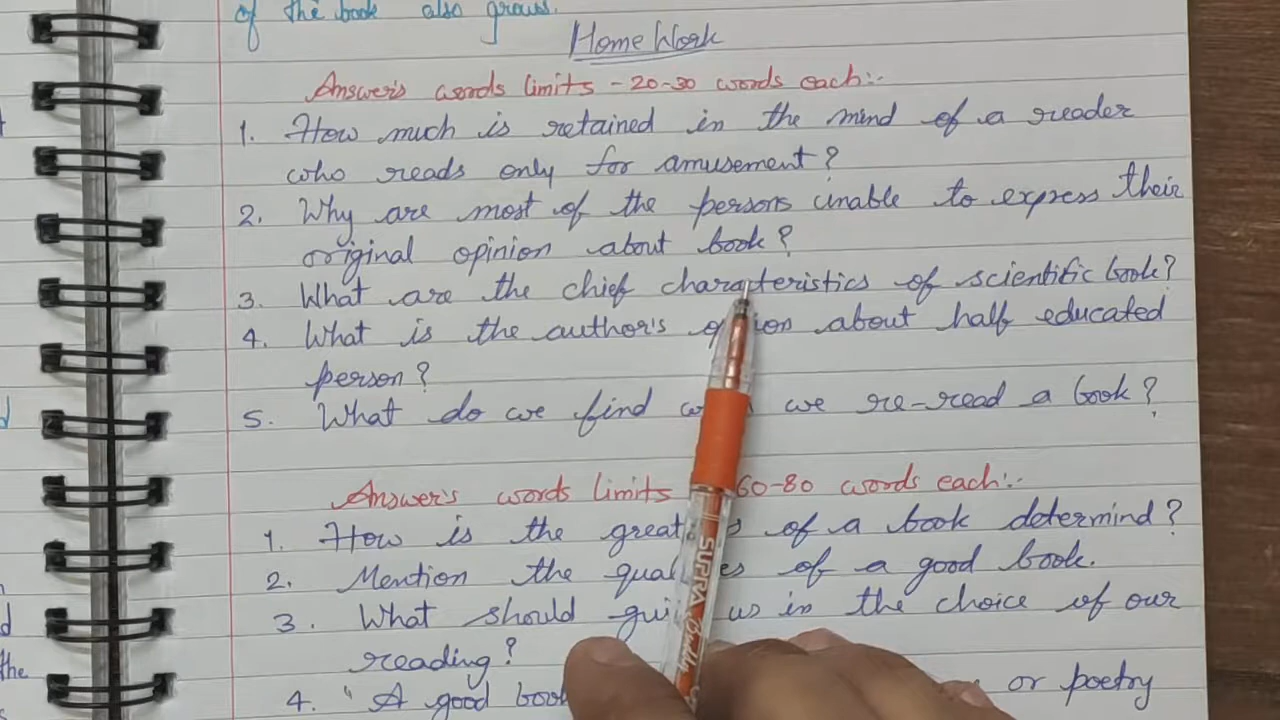 of the book also grows.
Home Work
Answer's words limits - 20-30 words each:-
1. How much is retained in the mind of a reader
who reads only for amusement?
2. Why are most of the persons unable to express their
original opinion about book?
3. What are the chief characteristics of scientific book?
4. What is the author's about half educated
person?
5. What do we find we re-read a book?
Answer's words limits 60-80 words each:-
1. How is the of a book determind?
2. Mention the of a good book.
3. What should us in the choice of our
reading?
4. "A good or poetry
SUPRA
the